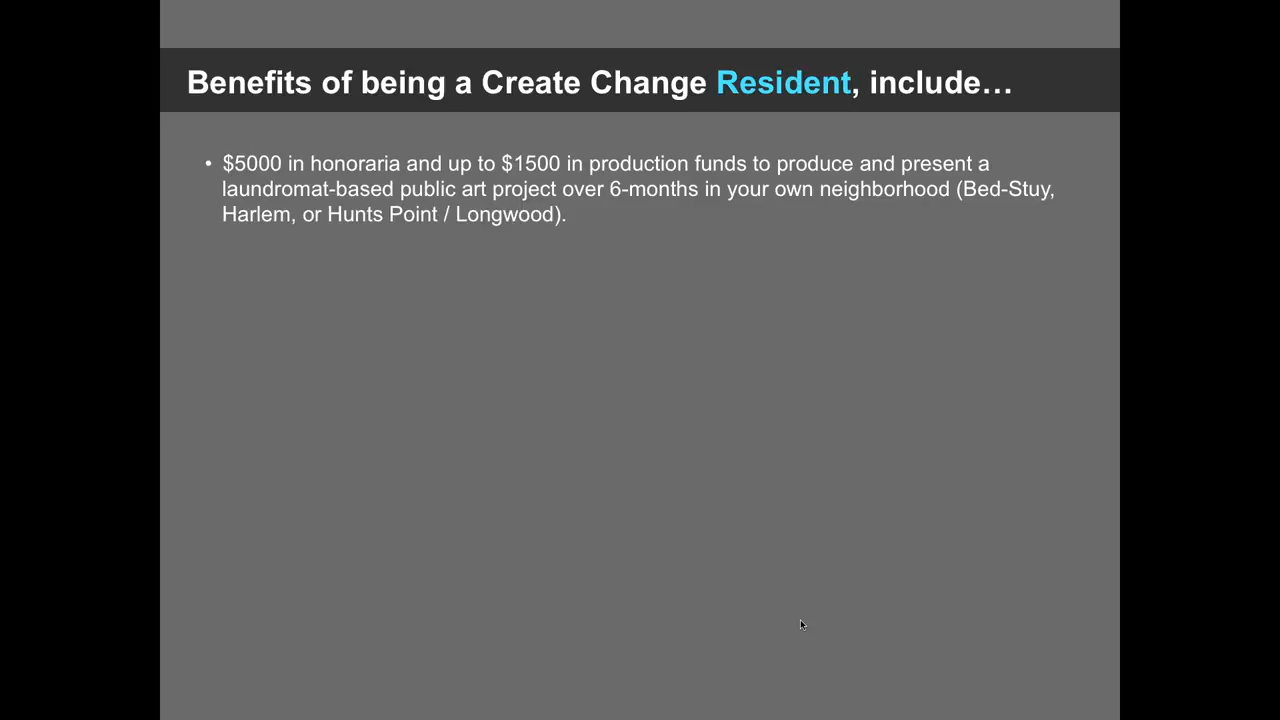 Benefits of being a Create Change Resident, include…
• $5000 in honoraria and up to $1500 in production funds to produce and present a
laundromat-based public art project over 6-months in your own neighborhood (Bed-Stuy,
Harlem, or Hunts Point / Longwood).